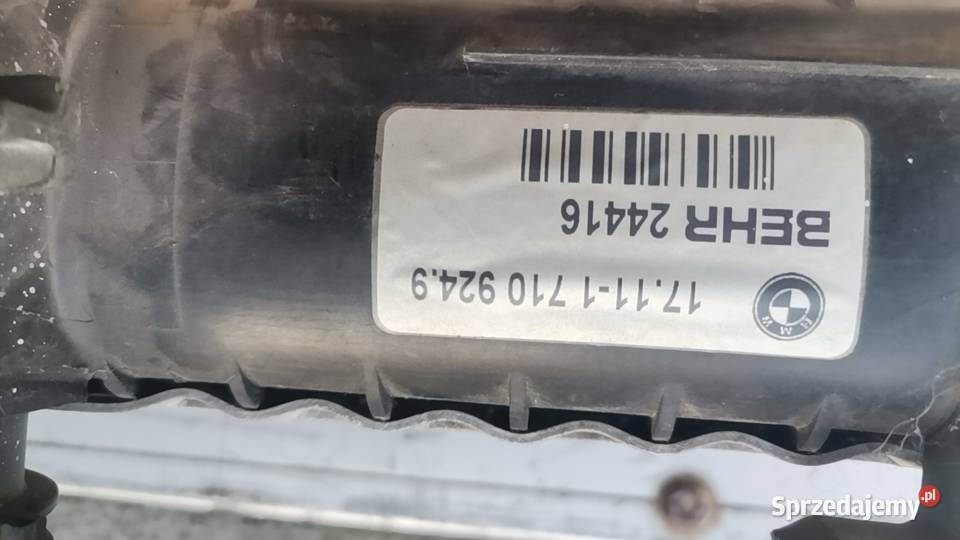 BMW
17.11-1 710 924.9
BEHR 24416
Sprzedajemy.pl